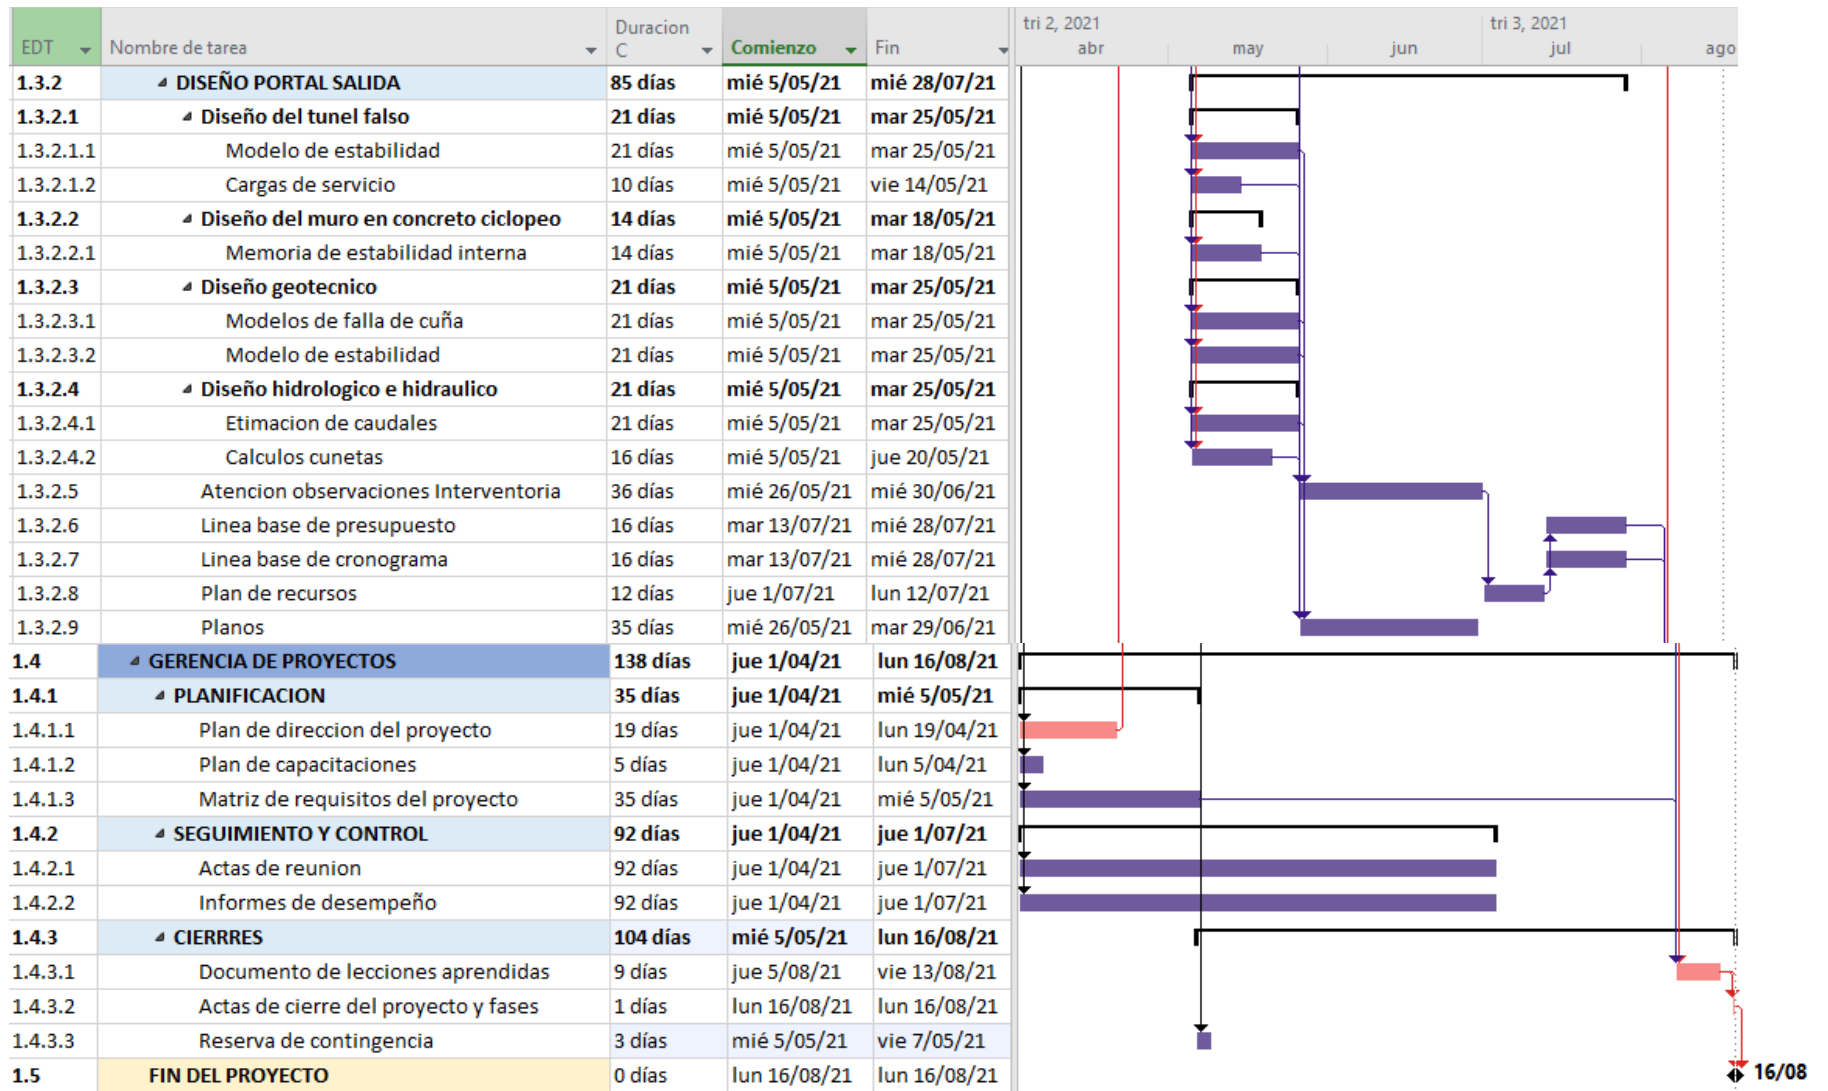 EDT Nombre de tarea Duracion C Comienzo Fin tri 2, 2021 tri 3, 2021
abr may jun jul ago
1.3.2 DISEÑO PORTAL SALIDA 85 días mié 5/05/21 mié 28/07/21
1.3.2.1 Diseño del tunel falso 21 días mié 5/05/21 mar 25/05/21
1.3.2.1.1 Modelo de estabilidad 21 días mié 5/05/21 mar 25/05/21
1.3.2.1.2 Cargas de servicio 10 días mié 5/05/21 vie 14/05/21
1.3.2.2 Diseño del muro en concreto ciclopeo 14 días mié 5/05/21 mar 18/05/21
1.3.2.2.1 Memoria de estabilidad interna 14 días mié 5/05/21 mar 18/05/21
1.3.2.3 Diseño geotecnico 21 días mié 5/05/21 mar 25/05/21
1.3.2.3.1 Modelos de falla de cuña 21 días mié 5/05/21 mar 25/05/21
1.3.2.3.2 Modelo de estabilidad 21 días mié 5/05/21 mar 25/05/21
1.3.2.4 Diseño hidrologico e hidraulico 21 días mié 5/05/21 mar 25/05/21
1.3.2.4.1 Etimacion de caudales 21 días mié 5/05/21 mar 25/05/21
1.3.2.4.2 Calculos cunetas 16 días mié 5/05/21 jue 20/05/21
1.3.2.5 Atencion observaciones Interventoria 36 días mié 26/05/21 mié 30/06/21
1.3.2.6 Linea base de presupuesto 16 días mar 13/07/21 mié 28/07/21
1.3.2.7 Linea base de cronograma 16 días mar 13/07/21 mié 28/07/21
1.3.2.8 Plan de recursos 12 días jue 1/07/21 lun 12/07/21
1.3.2.9 Planos 35 días mié 26/05/21 mar 29/06/21
1.4 GERENCIA DE PROYECTOS 138 días jue 1/04/21 lun 16/08/21
1.4.1 PLANIFICACION 35 días jue 1/04/21 mié 5/05/21
1.4.1.1 Plan de direccion del proyecto 19 días jue 1/04/21 lun 19/04/21
1.4.1.2 Plan de capacitaciones 5 días jue 1/04/21 lun 5/04/21
1.4.1.3 Matriz de requisitos del proyecto 35 días jue 1/04/21 mié 5/05/21
1.4.2 SEGUIMIENTO Y CONTROL 92 días jue 1/04/21 jue 1/07/21
1.4.2.1 Actas de reunion 92 días jue 1/04/21 jue 1/07/21
1.4.2.2 Informes de desempeño 92 días jue 1/04/21 jue 1/07/21
1.4.3 CIERRRES 104 días mié 5/05/21 lun 16/08/21
1.4.3.1 Documento de lecciones aprendidas 9 días jue 5/08/21 vie 13/08/21
1.4.3.2 Actas de cierre del proyecto y fases 1 días lun 16/08/21 lun 16/08/21
1.4.3.3 Reserva de contingencia 3 días mié 5/05/21 vie 7/05/21
1.5 FIN DEL PROYECTO 0 días lun 16/08/21 lun 16/08/21 16/08